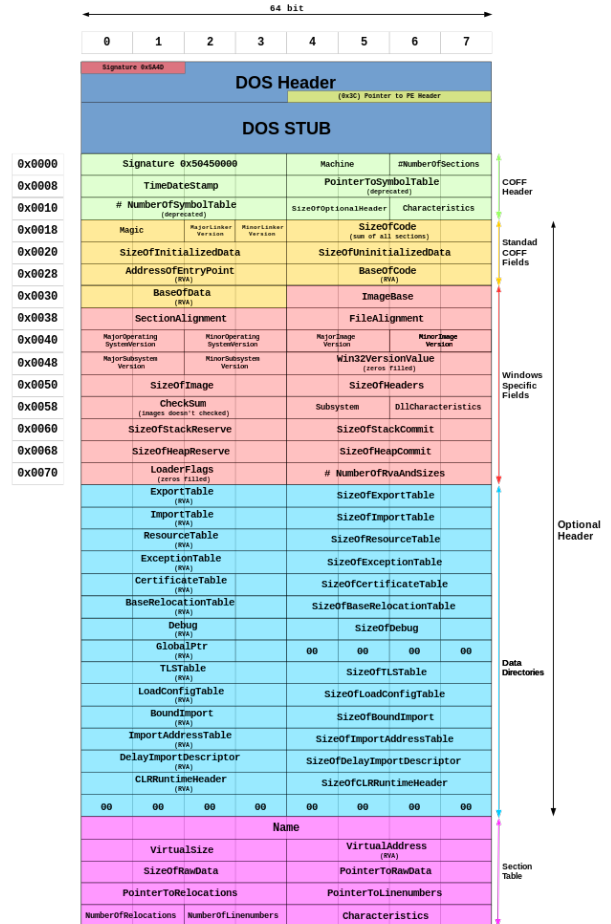 64 bit
0 1 2 3 4 5 6 7
Signature 0x5A4D
DOS Header
(0x3C) Pointer to PE Header
DOS STUB
0x0000 Signature 0x50450000 Machine #NumberOfSections
0x0008 TimeDateStamp PointerToSymbolTable
(deprecated)
COFF
Header
0x0010 # NumberOfSymbolTable
(deprecated)
SizeOfOptionalHeader Characteristics
0x0018 Magic MajorLinker
Version
MinorLinker
Version
SizeOfCode
(sum of all sections)
0x0020 SizeOfInitializedData SizeOfUninitializedData
Standad
COFF
Fields
0x0028 AddressOfEntryPoint
(RVA)
BaseOfCode
(RVA)
0x0030 BaseOfData
(RVA)
ImageBase
0x0038 SectionAlignment FileAlignment
0x0040 MajorOperating
SystemVersion
MinorOperating
SystemVersion
MajorImage
Version
MinorImage
Version
0x0048 MajorSubsystem
Version
MinorSubsystem
Version
Win32VersionValue
(zeros filled)
0x0050 SizeOfImage SizeOfHeaders
Windows
Specific
Fields
0x0058 CheckSum
(images doesn't checked)
Subsystem DllCharacteristics
0x0060 SizeOfStackReserve SizeOfStackCommit
0x0068 SizeOfHeapReserve SizeOfHeapCommit
0x0070 LoaderFlags
(zeros filled)
# NumberOfRvaAndSizes
ExportTable
(RVA)
SizeOfExportTable
ImportTable
(RVA)
SizeOfImportTable
Optional
Header
ResourceTable
(RVA)
SizeOfResourceTable
ExceptionTable
(RVA)
SizeOfExceptionTable
CertificateTable
(RVA)
SizeOfCertificateTable
BaseRelocationTable
(RVA)
SizeOfBaseRelocationTable
Debug
(RVA)
SizeOfDebug
GlobalPtr
(RVA)
00 00 00 00
TLSTable
(RVA)
SizeOfTLSTable
Data
Directories
LoadConfigTable
(RVA)
SizeOfLoadConfigTable
BoundImport
(RVA)
SizeOfBoundImport
ImportAddressTable
(RVA)
SizeOfImportAddressTable
DelayImportDescriptor
(RVA)
SizeOfDelayImportDescriptor
CLRRuntimeHeader
(RVA)
SizeOfCLRRuntimeHeader
00 00 00 00 00 00 00 00
Name
VirtualSize VirtualAddress
(RVA)
SizeOfRawData PointerToRawData
Section
Table
PointerToRelocations PointerToLinenumbers
NumberOfRelocations NumberOfLinenumbers Characteristics